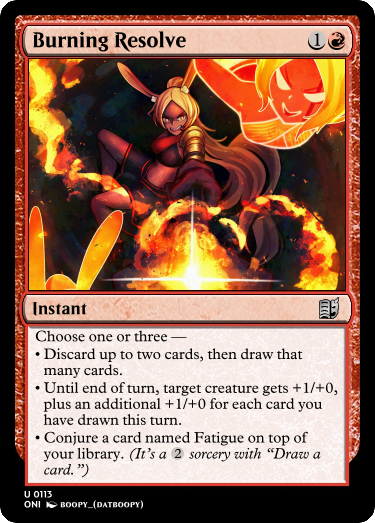 Burning Resolve 1
Instant
Choose one or three —
• Discard up to two cards, then draw that
many cards.
• Until end of turn, target creature gets +1/+0,
plus an additional +1/+0 for each card you
have drawn this turn.
• Conjure a card named Fatigue on top of
your library. (It's a 2 sorcery with “Draw a
card.”)
U 0113
ONI BOOPY_(DATBOOPY)